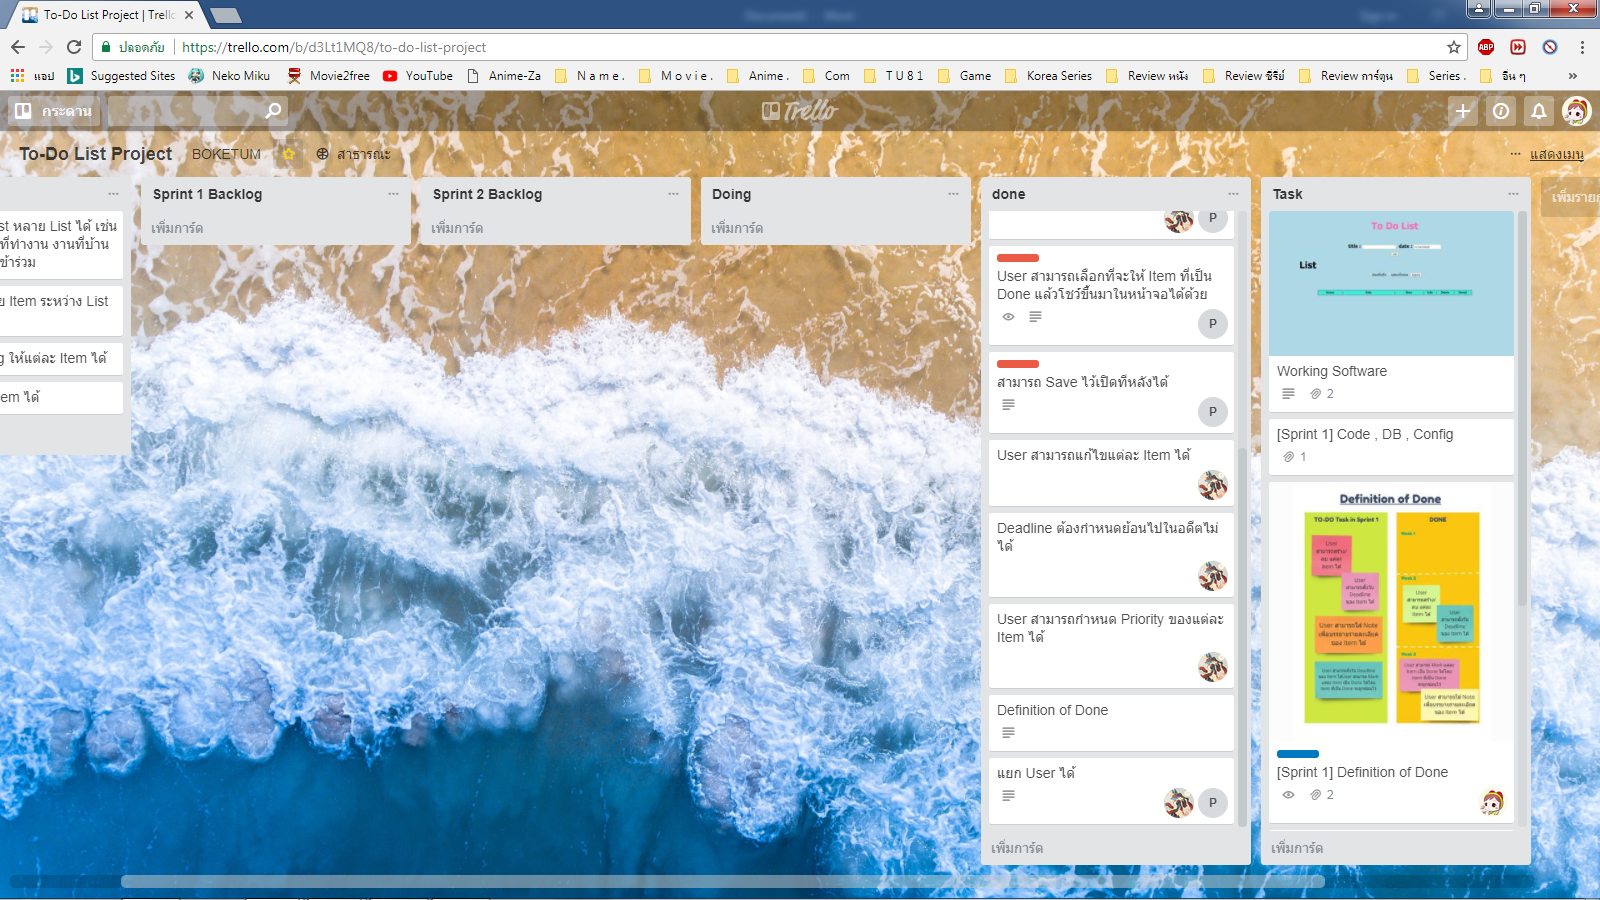 To-Do List Project | Trello
ปลอดภัย
https://trello.com/b/d3Lt1MQ8/to-do-list-project
แอป
Suggested Sites
Neko Miku
Movie2free
YouTube
Anime-Za
N a m e .
M o v i e .
Anime .
Com
T U 8 1
Game
Korea Series
Review หนัง
Review ซีรีย์
Review การ์ตูน
Series .
อื่น ๆ
กระดาน
Trello
To-Do List Project
BOKETUM
สาธารณะ
แสดงเมนู
st หลาย List ได้ เช่น
ที่ทำงาน งานที่บ้าน
ข้าร่วม
Item ระหว่าง List
g ให้แต่ละ Item ได้
em ได้
Sprint 1 Backlog
เพิ่มการ์ด
Sprint 2 Backlog
เพิ่มการ์ด
Doing
เพิ่มการ์ด
done
P
User สามารถเลือกที่จะให้ Item ที่เป็น
Done แล้วโชว์ขึ้นมาในหน้าจอได้ด้วย
P
สามารถ Save ไว้เปิดทีหลังได้
P
User สามารถแก้ไขแต่ละ Item ได้
Deadline ต้องกำหนดย้อนไปในอดีตไม่
ได้
User สามารถกำหนด Priority ของแต่ละ
Item ได้
Definition of Done
แยก User ได้
P
เพิ่มการ์ด
Task
To Do List
title :
date :
List
Working Software
2
[Sprint 1] Code , DB , Config
1
Definition of Done
TO-DO Task in Sprint 1
DONE
Week 1
Week 2
Week 3
[Sprint 1] Definition of Done
2
เพิ่มการ์ด
เพิ่มราย